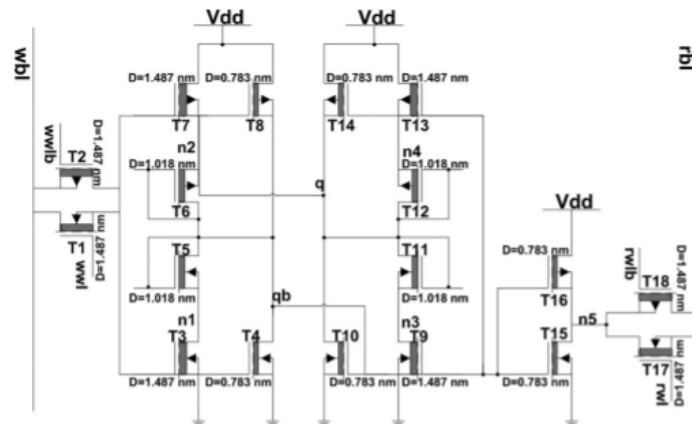 Vdd Vdd
wbl rbl
D=1.487 nm D=0.783 nm D=0.783 nm D=1.487 nm
T7 T8 T14 T13
wwlb
D=1.487 nm
T2
n2 n4
D=1.018 nm D=1.018 nm
q
T6 T12
Vdd
T1
wwl
D=1.487 nm
T5 T11
D=0.783 nm
rwlb
D=1.487 nm
T18
D=1.018 nm D=1.018 nm
T16
qb
n1 n3 n5
T3 T4 T10 T9 T15
D=1.487 nm D=0.783 nm D=0.783 nm D=1.487 nm D=0.783 nm
T17
rwl
D=1.487 nm